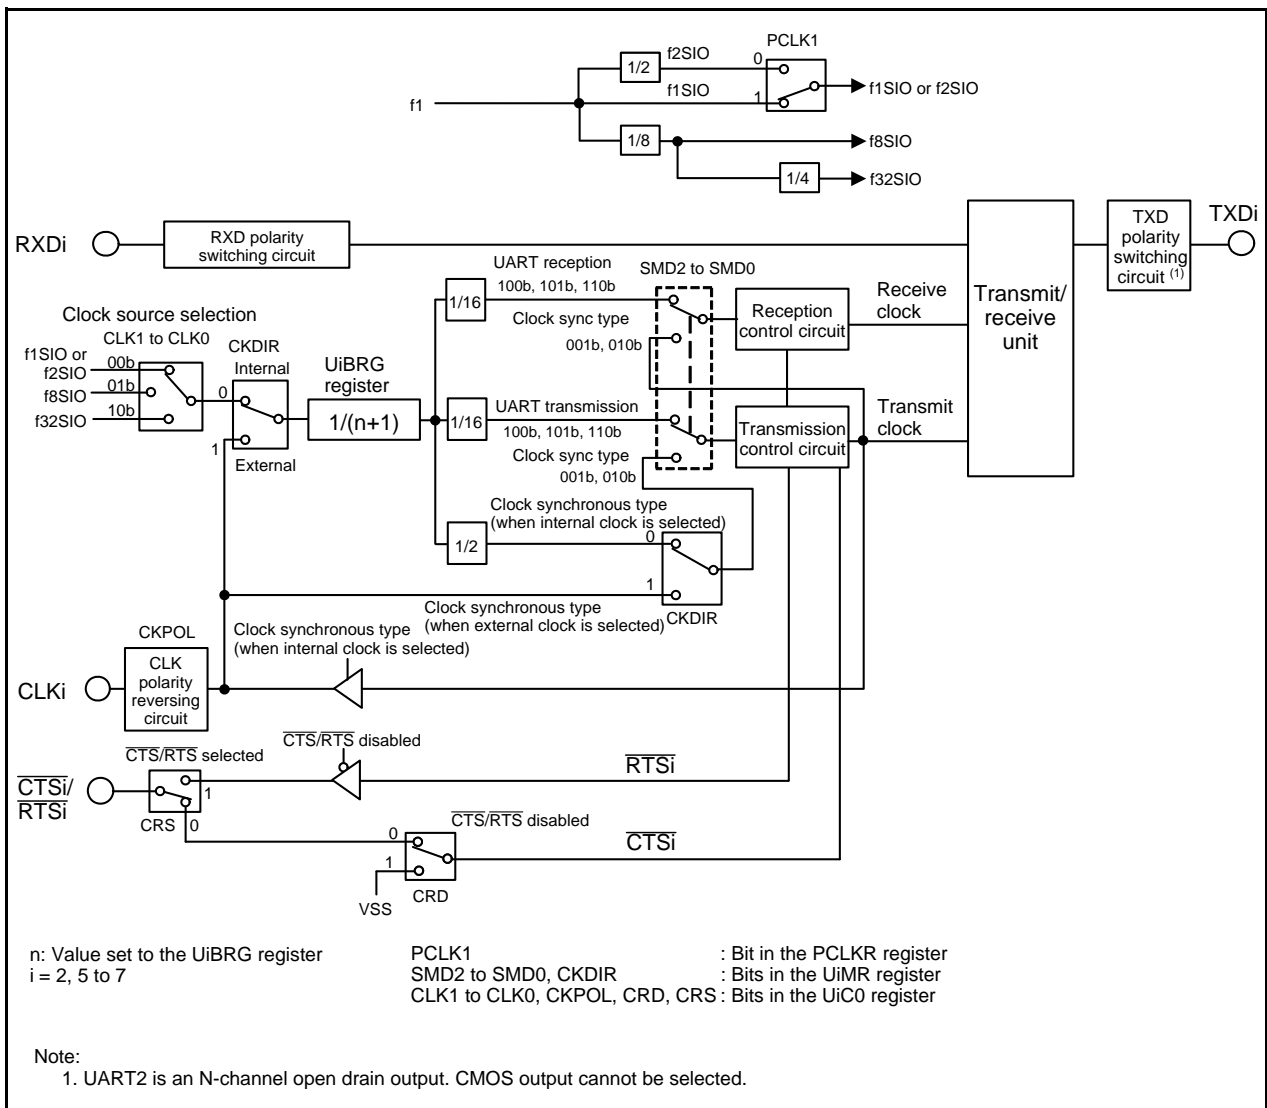 PCLK1
f2SIO
0
1/2
f1 
f1SIO
1
f1SIO or f2SIO
1/8
f8SIO
1/4
f32SIO
RXDi
RXD polarity
switching circuit
TXD
polarity
switching
circuit (1)
TXDi
UART reception
100b, 101b, 110b
SMD2 to SMD0
1/16
Clock sync type
001b, 010b
Reception
control circuit
Receive
clock
Transmit/
receive
unit
Clock source selection
CLK1 to CLK0
f1SIO or
f2SIO
00b
f8SIO
01b
f32SIO
10b
CKDIR
Internal
0
1
External
UiBRG
register
1/(n+1)
1/16
UART transmission
100b, 101b, 110b
Clock sync type
001b, 010b
Transmission
control circuit
Transmit
clock
Clock synchronous type
(when internal clock is selected)
1/2
0
1
CKDIR
Clock synchronous type
(when external clock is selected)
Clock synchronous type
(when internal clock is selected)
CKPOL
CLKi
CLK
polarity
reversing
circuit
CTS/RTS selected
CTS/RTS disabled
CTSi/
RTSi
1
CRS
0
RTSi
CTS/RTS disabled
0
1
CTSi
CRD
VSS
n: Value set to the UiBRG register
i = 2, 5 to 7
PCLK1 : Bit in the PCLKR register
SMD2 to SMD0, CKDIR : Bits in the UiMR register
CLK1 to CLK0, CKPOL, CRD, CRS : Bits in the UiC0 register
Note:
1. UART2 is an N-channel open drain output. CMOS output cannot be selected.